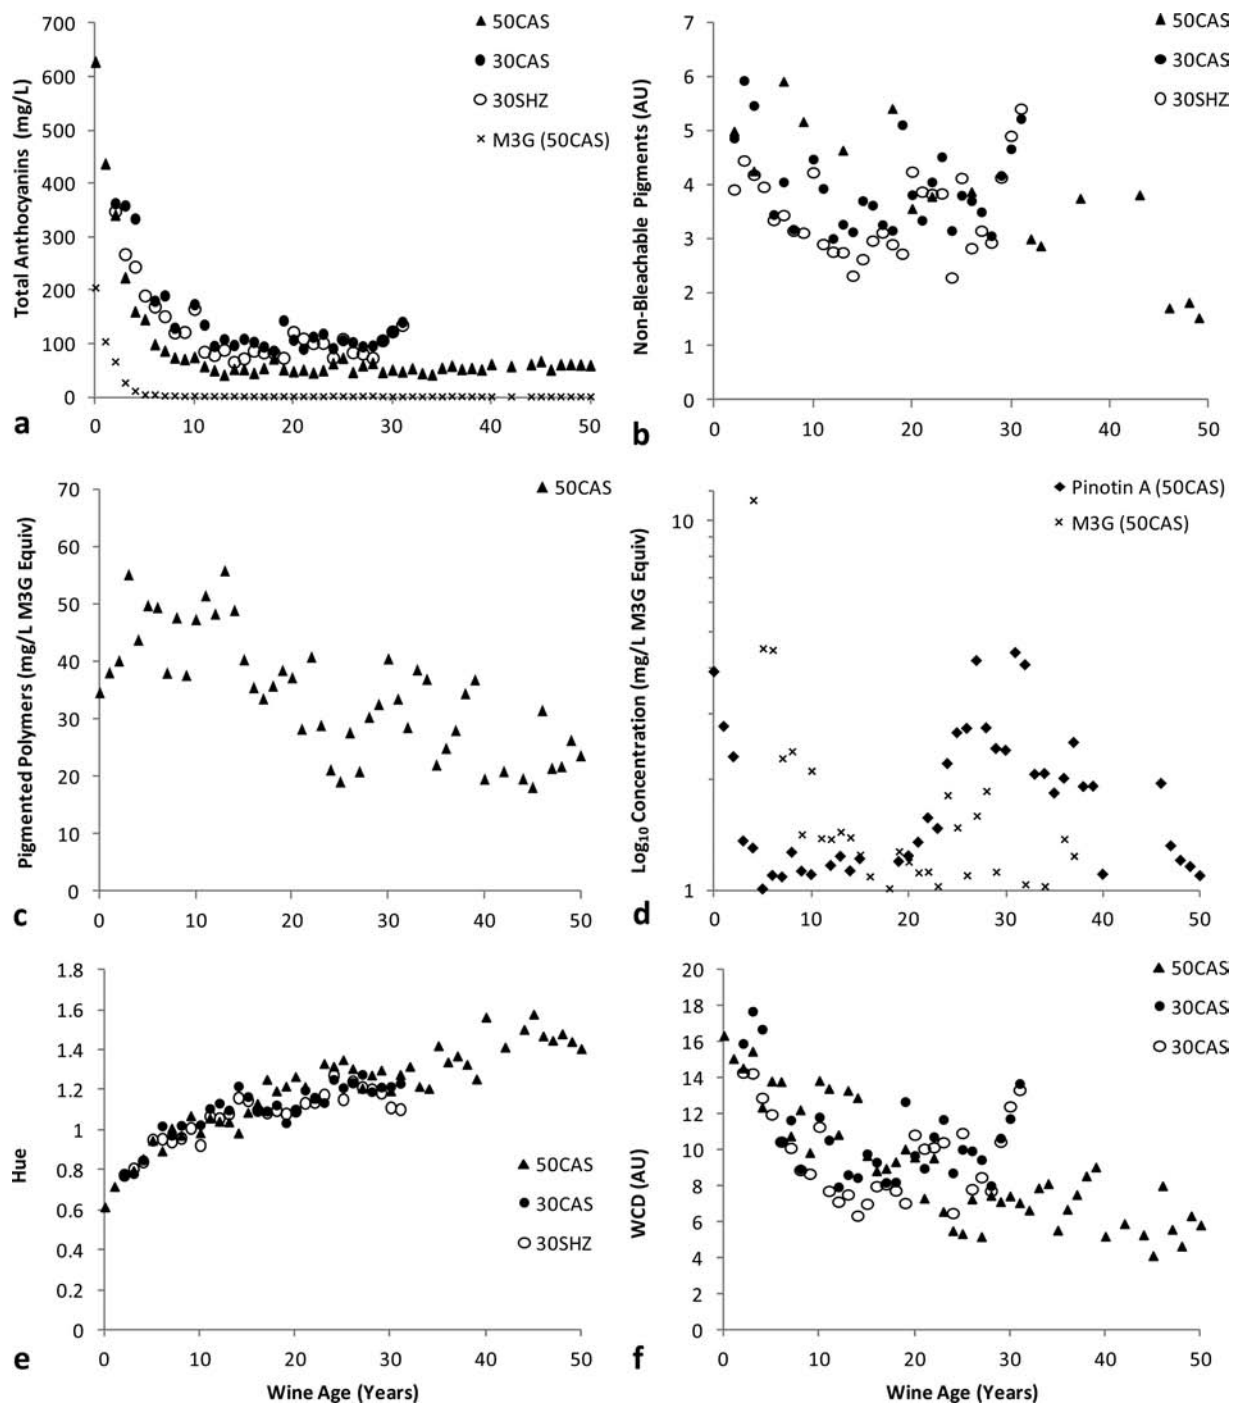 700
600
500
400
300
200
100
0
0
10
20
30
40
50
Total Anthocyanins (mg/L)
50CAS
30CAS
30SHZ
M3G (50CAS)
a
7
6
5
4
3
2
1
0
0
10
20
30
40
50
Non-Bleachable Pigments (AU)
50CAS
30CAS
30SHZ
b
70
60
50
40
30
20
10
0
0
10
20
30
40
50
Pigmented Polymers (mg/L M3G Equiv)
50CAS
c
10
1
0
10
20
30
40
50
Log₁₀ Concentration (mg/L M3G Equiv)
Pinotin A (50CAS)
M3G (50CAS)
d
1.8
1.6
1.4
1.2
1
0.8
0.6
0.4
0.2
0
0
10
20
30
40
50
Hue
50CAS
30CAS
30SHZ
e
Wine Age (Years)
20
18
16
14
12
10
8
6
4
2
0
0
10
20
30
40
50
WCD (AU)
50CAS
30CAS
30CAS
f
Wine Age (Years)